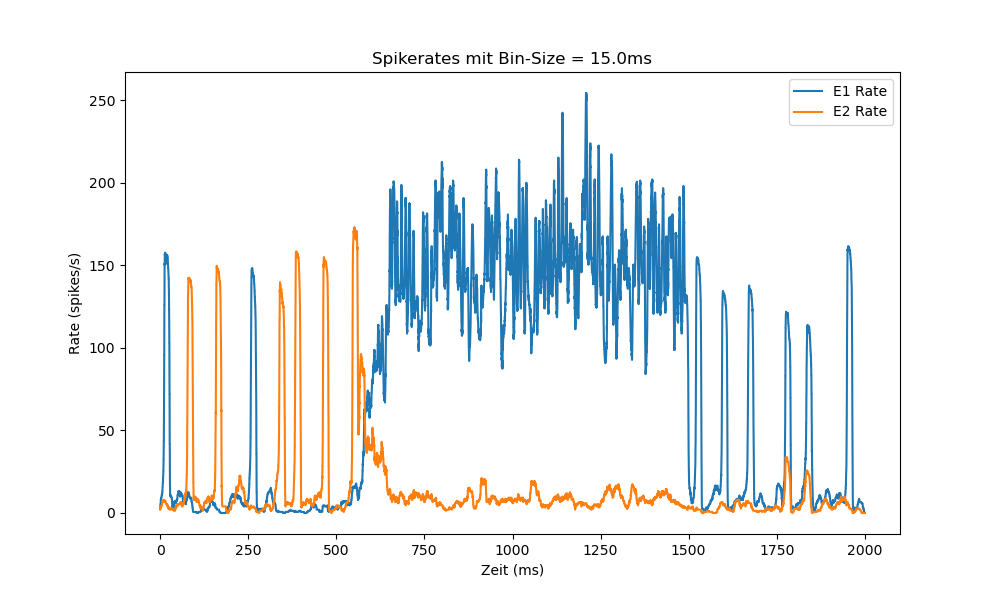 Spikerates mit Bin-Size = 15.0ms
E1 Rate
E2 Rate
Rate (spikes/s)
250
200
150
100
50
0
0 250 500 750 1000 1250 1500 1750 2000
Zeit (ms)